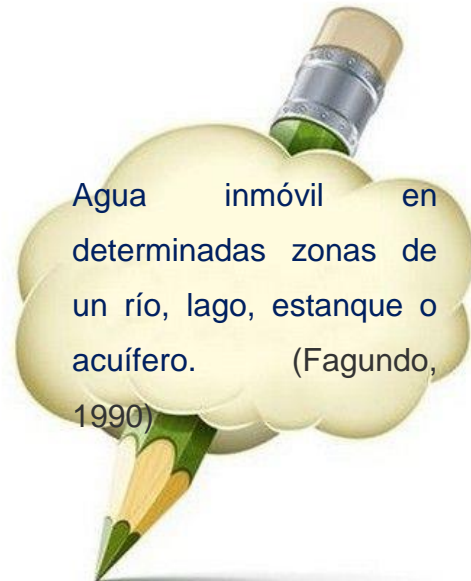 Agua inmóvil en
determinadas zonas de
un río, lago, estanque o
acuífero. (Fagundo,
1990)